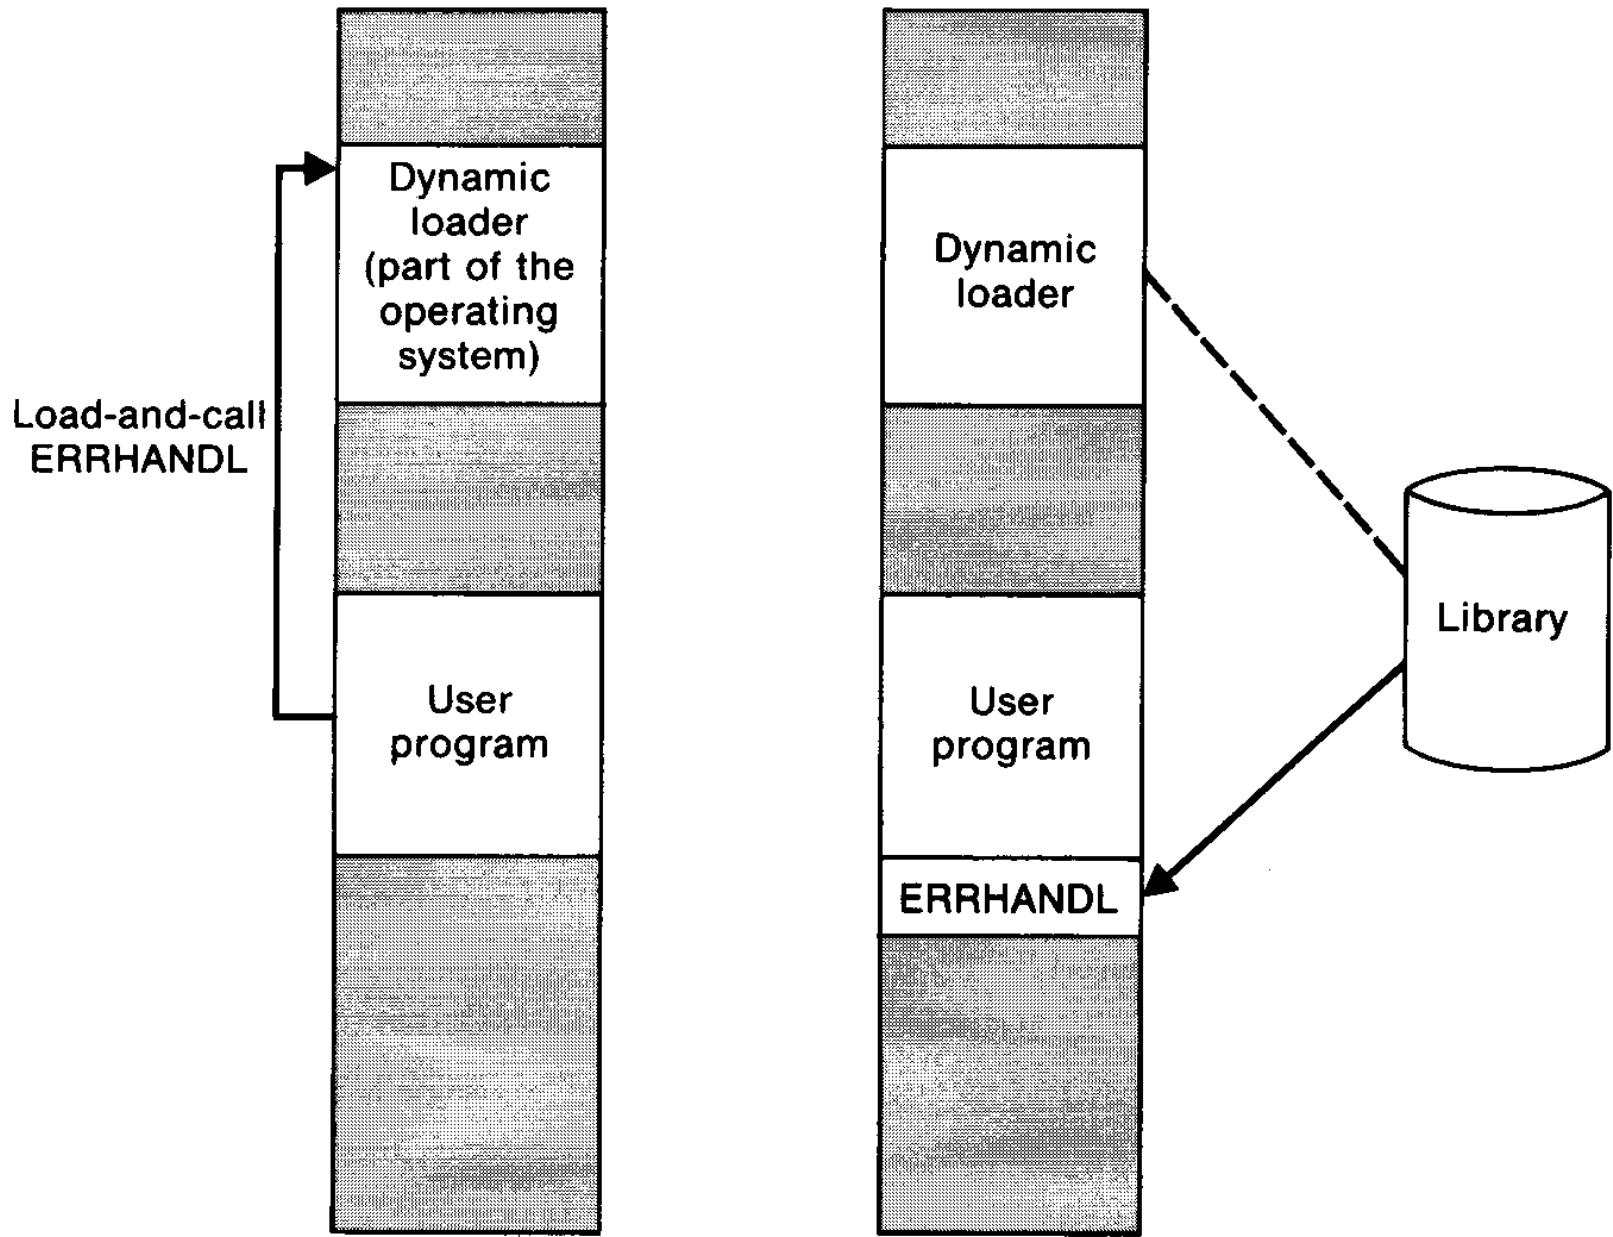 Dynamic
loader
(part of the
operating
system)
Load-and-call
ERRHANDL
User
program
Dynamic
loader
Library
User
program
ERRHANDL